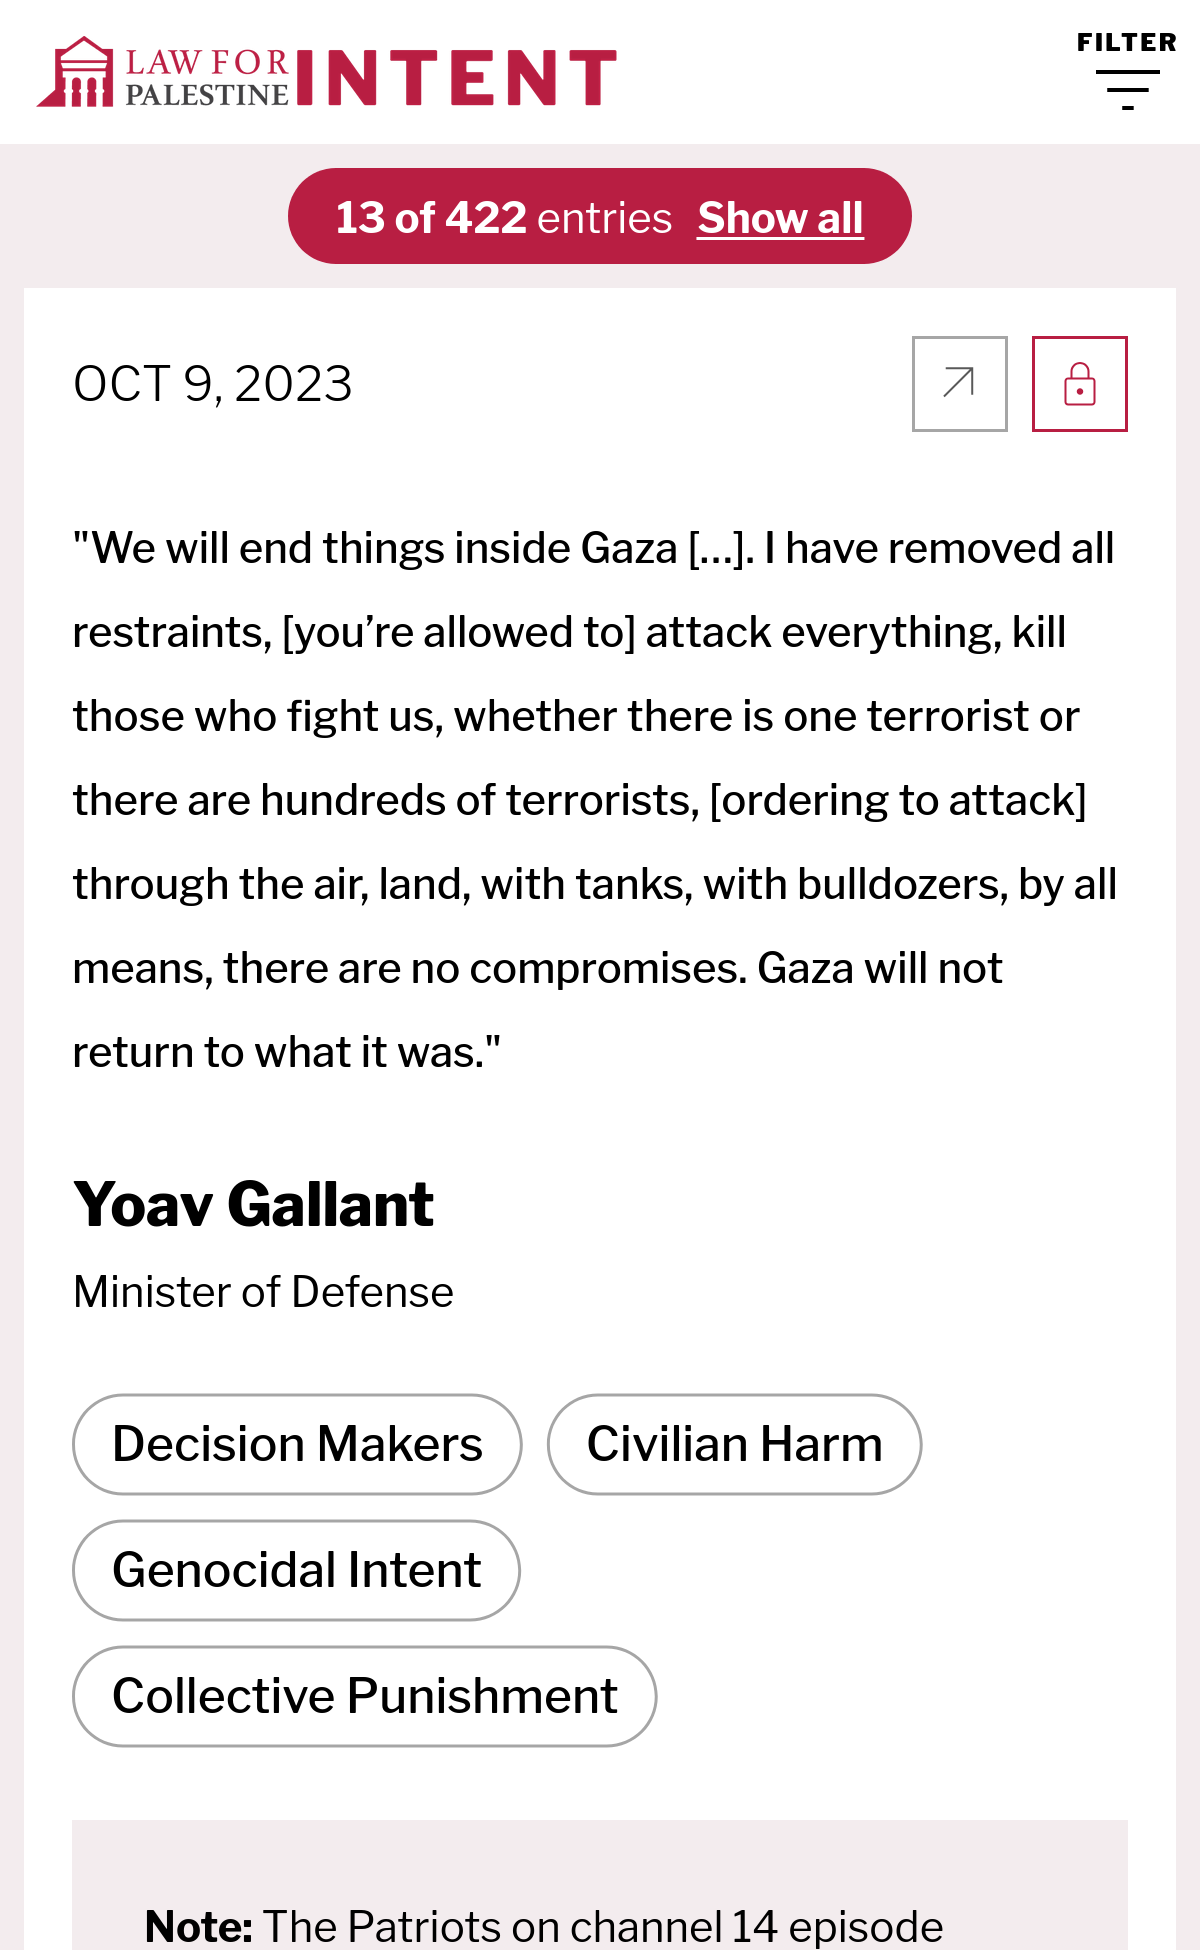 LAW FOR
PALESTINE
INTENT
FILTER
13 of 422 entries Show all
OCT 9, 2023
"We will end things inside Gaza [...]. I have removed all
restraints, [you’re allowed to] attack everything, kill
those who fight us, whether there is one terrorist or
there are hundreds of terrorists, [ordering to attack]
through the air, land, with tanks, with bulldozers, by all
means, there are no compromises. Gaza will not
return to what it was."
Yoav Gallant
Minister of Defense
Decision Makers
Civilian Harm
Genocidal Intent
Collective Punishment
Note: The Patriots on channel 14 episode